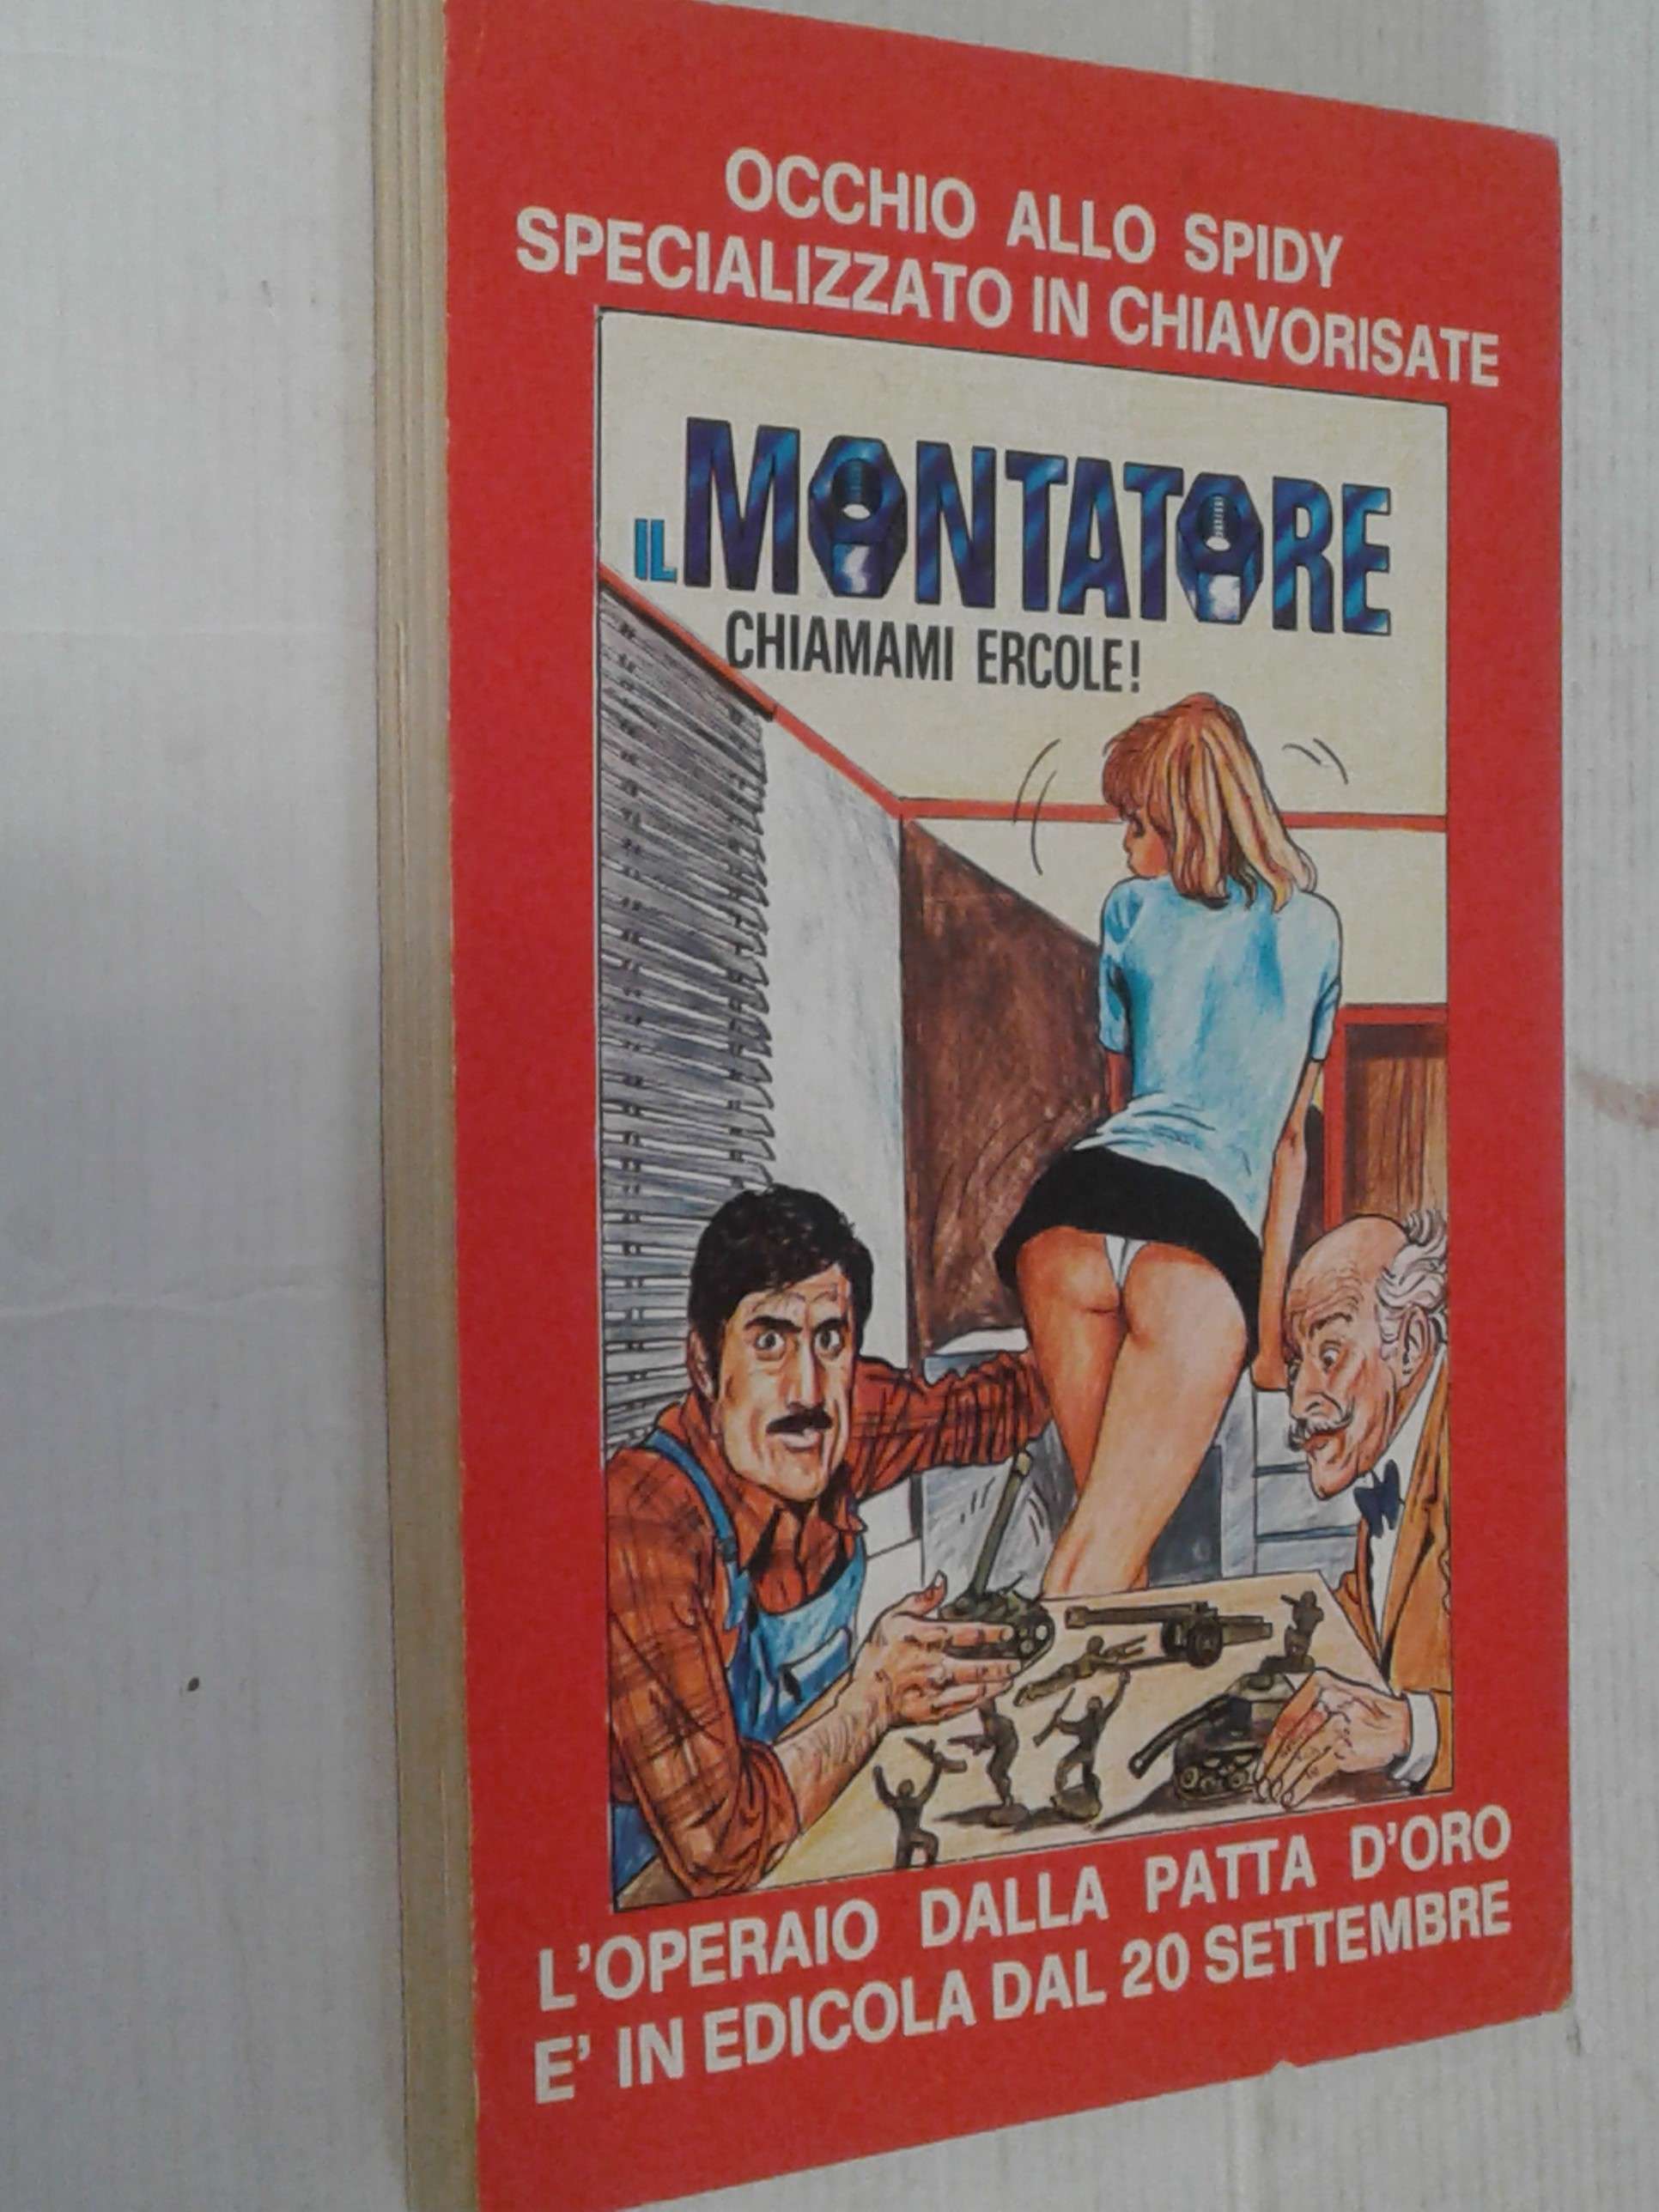 OCCHIO ALLO SPIDY
SPECIALIZZATO IN CHIAVORISATE
IL MONTATORE
CHIAMAMI ERCOLE!
L'OPERAIO DALLA PATTA D'ORO
E' IN EDICOLA DAL 20 SETTEMBRE